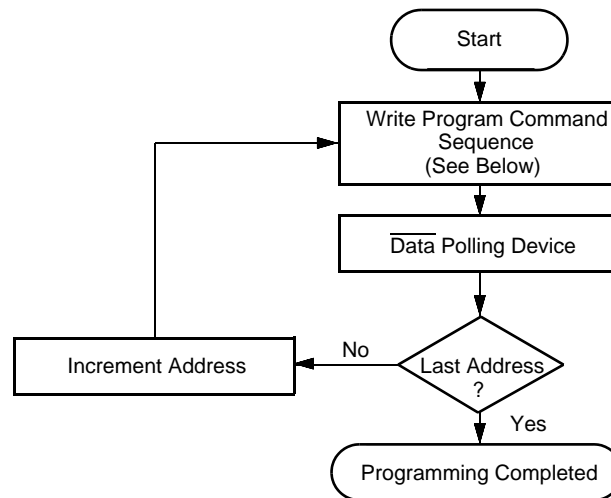 Start
Write Program Command
Sequence
(See Below)
Data Polling Device
No
Increment Address
Last Address
?
Yes
Programming Completed